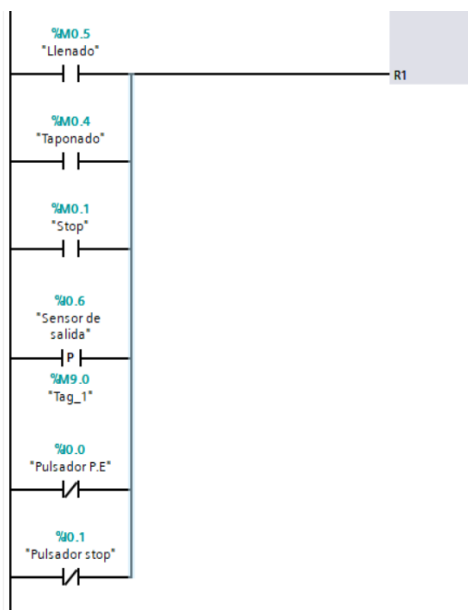 %M0.5
"Llenado"
R1
%M0.4
"Taponado"
%M0.1
"Stop"
%I0.6
"Sensor de
salida"
P
%M9.0
"Tag_1"
%I0.0
"Pulsador P.E"
%I0.1
"Pulsador stop"